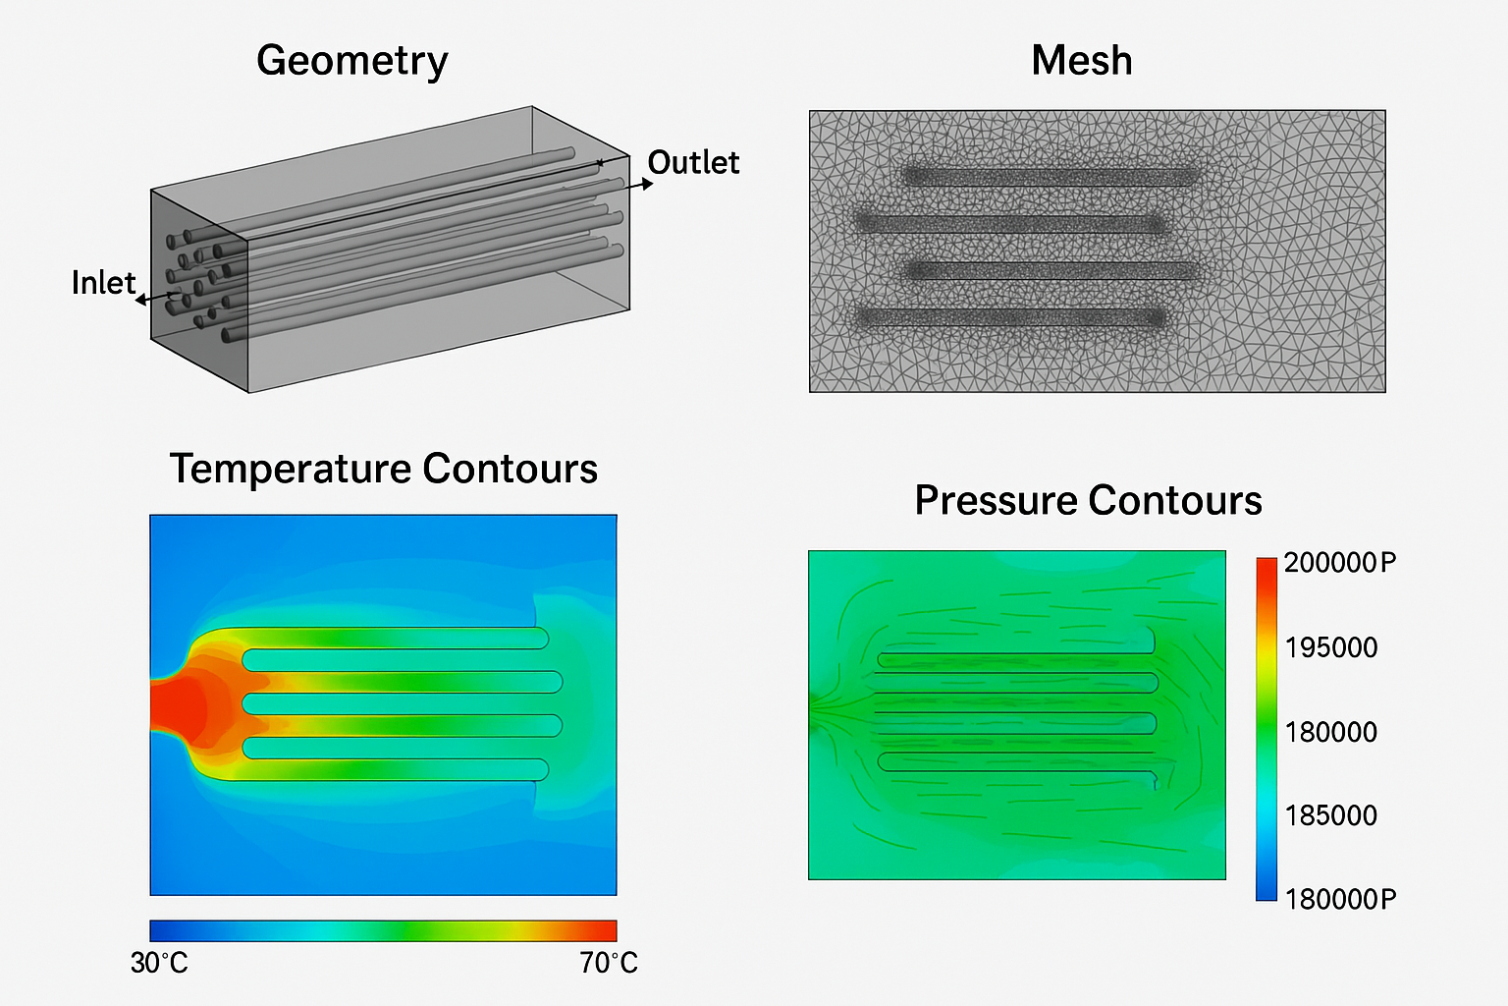 Geometry
Mesh
Outlet
Inlet
Temperature Contours
Pressure Contours
200000P
195000
180000
185000
180000P
30°C
70°C